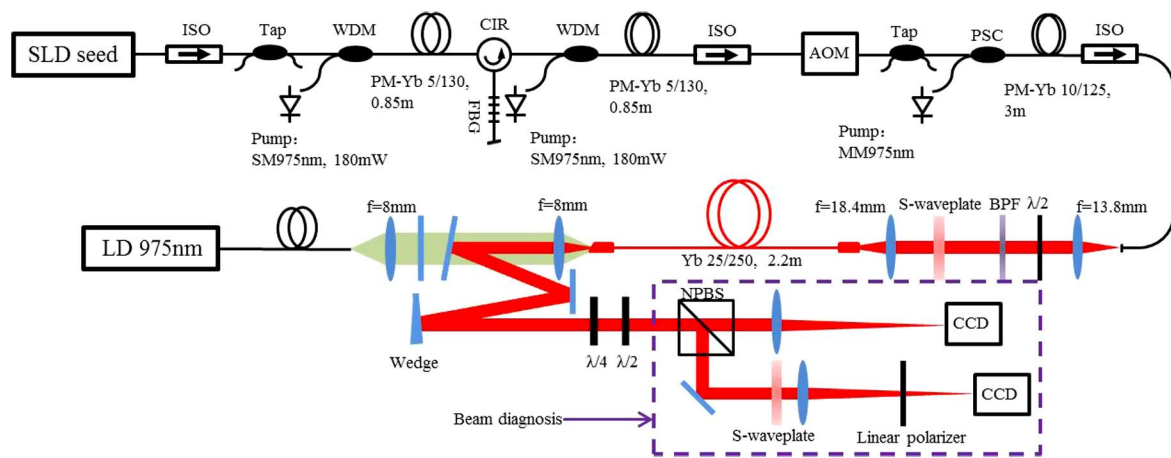 SLD seed
ISO
Tap
WDM
CIR
WDM
ISO
AOM
Tap
PSC
ISO
PM-Yb 5/130,
0.85m
FBG
PM-Yb 5/130,
0.85m
PM-Yb 10/125,
3m
Pump:
SM975nm, 180mW
Pump:
SM975nm, 180mW
Pump:
MM975nm
LD 975nm
f=8mm
f=8mm
Yb 25/250, 2.2m
f=18.4mm
S-waveplate
BPF
λ/2
f=13.8mm
Wedge
λ/4
λ/2
NPBS
CCD
CCD
Beam diagnosis
S-waveplate
Linear polarizer